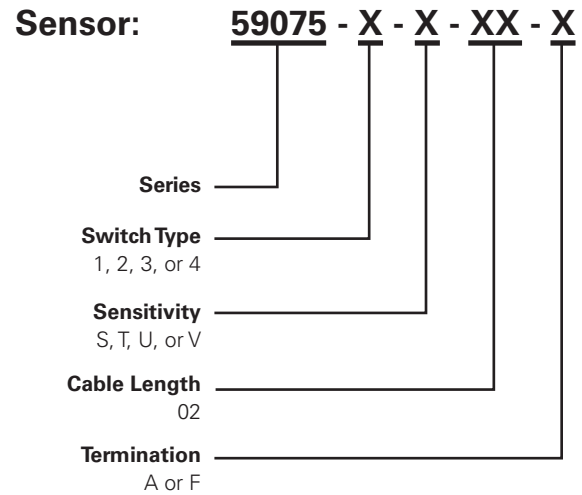 Sensor: 59075 - X - X - XX - X
Series
Switch Type
1, 2, 3, or 4
Sensitivity
S, T, U, or V
Cable Length
02
Termination
A or F